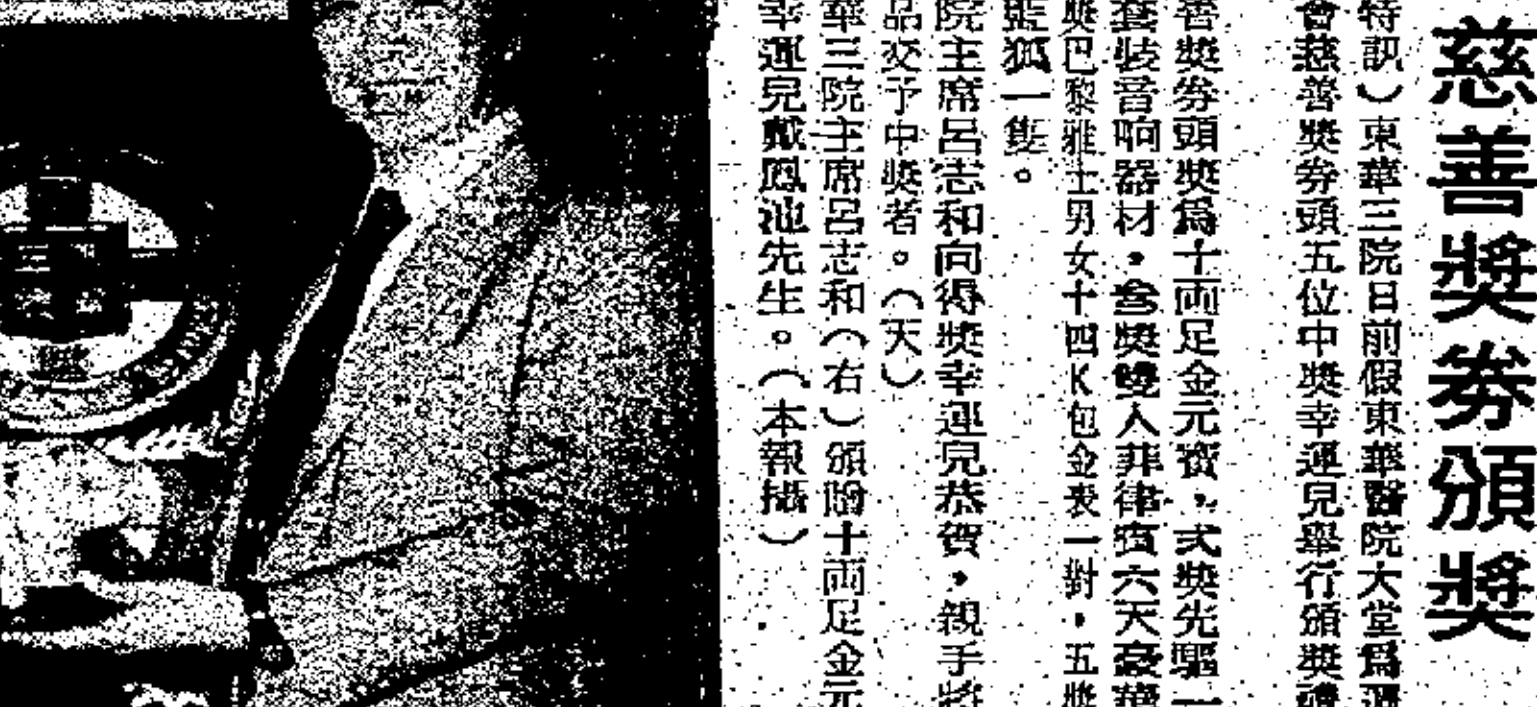 慈善獎券頒獎
特訊）東華三院日前假東華醫院大堂爲
會慈善獎券頭五位中獎幸運兒舉行頒獎禮
善獎券頭獎爲十両足金元寶，弍獎先驅一
套裝音响器材，叁獎雙人菲律賓六天豪華
獎巴黎雅士男女十四K包金表一對，五獎
藍狐一隻。
院主席呂志和向得獎幸運兒恭賀，親手將
品交予中獎者。（天）
華三院主席呂志和（右）頒贈十両足金元
幸運兒戴鳳池先生。（本報攝）